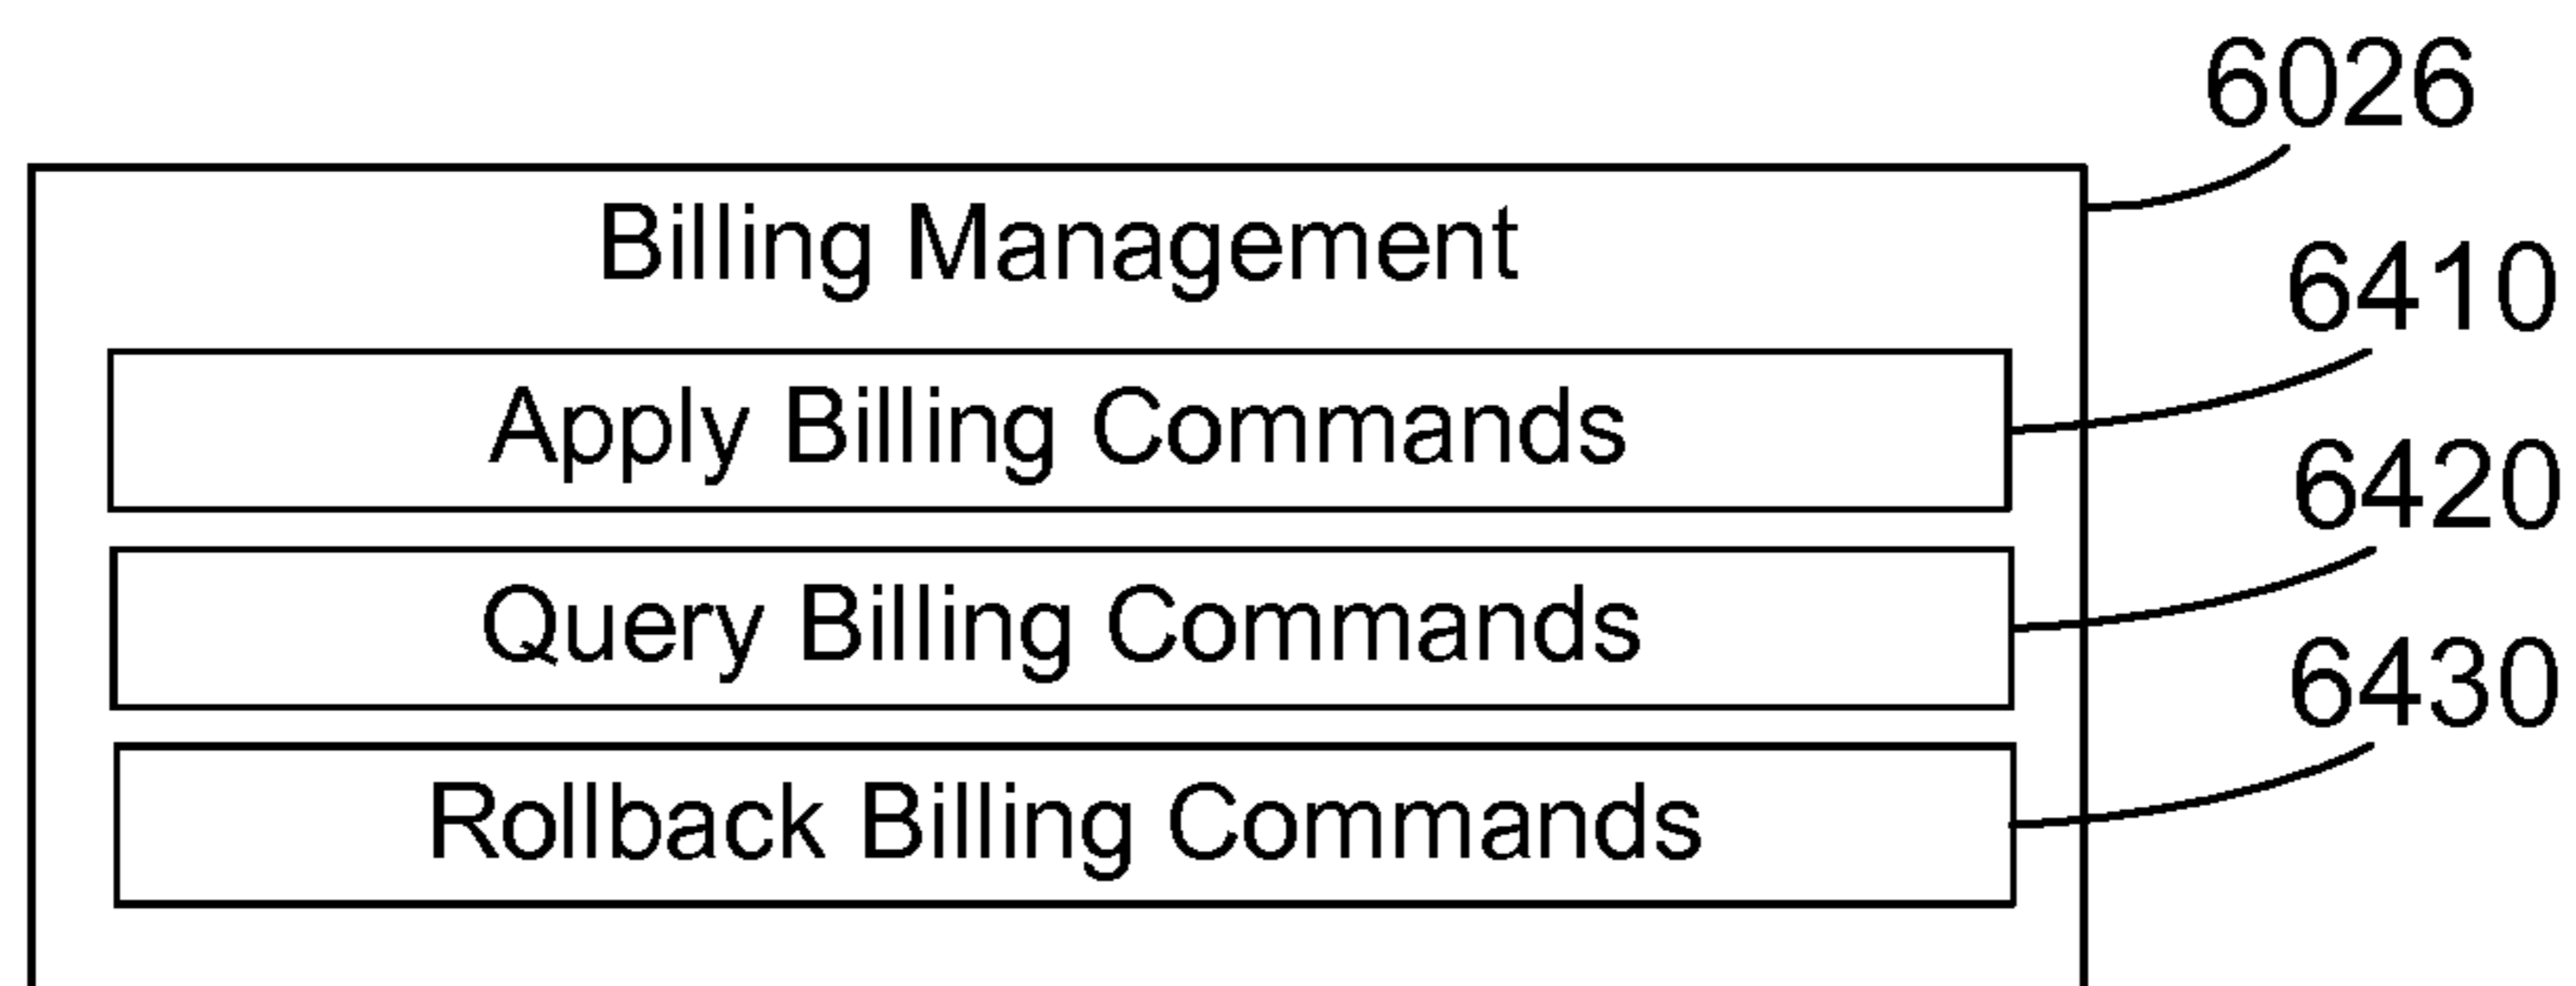 6026
Billing Management
6410
Apply Billing Commands
6420
Query Billing Commands
6430
Rollback Billing Commands